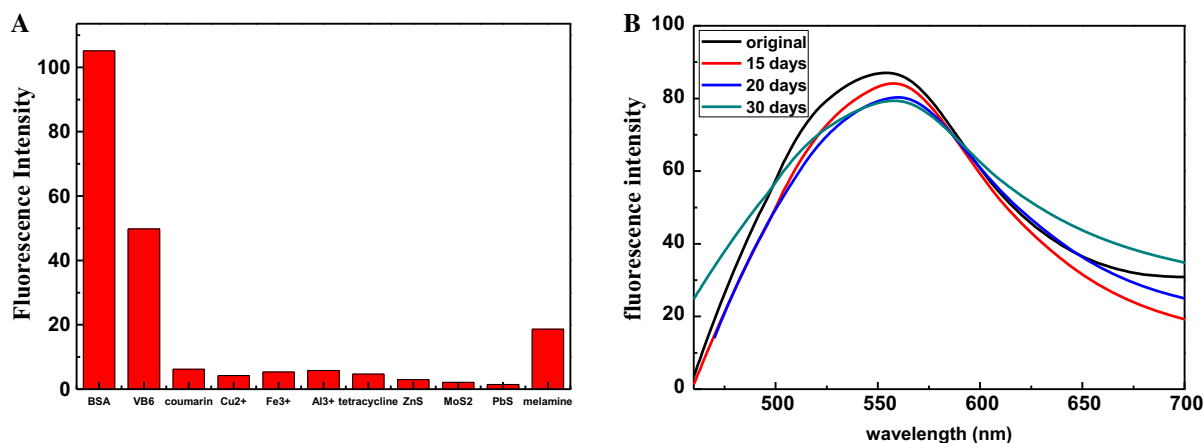 A
Fluorescence Intensity
100
80
60
40
20
0
BSA VB6 coumarin Cu2+ Fe3+ Al3+ tetracycline ZnS MoS2 PbS melamine
B
fluorescence intensity
100
80
60
40
20
0
original
15 days
20 days
30 days
500 550 600 650 700
wavelength (nm)